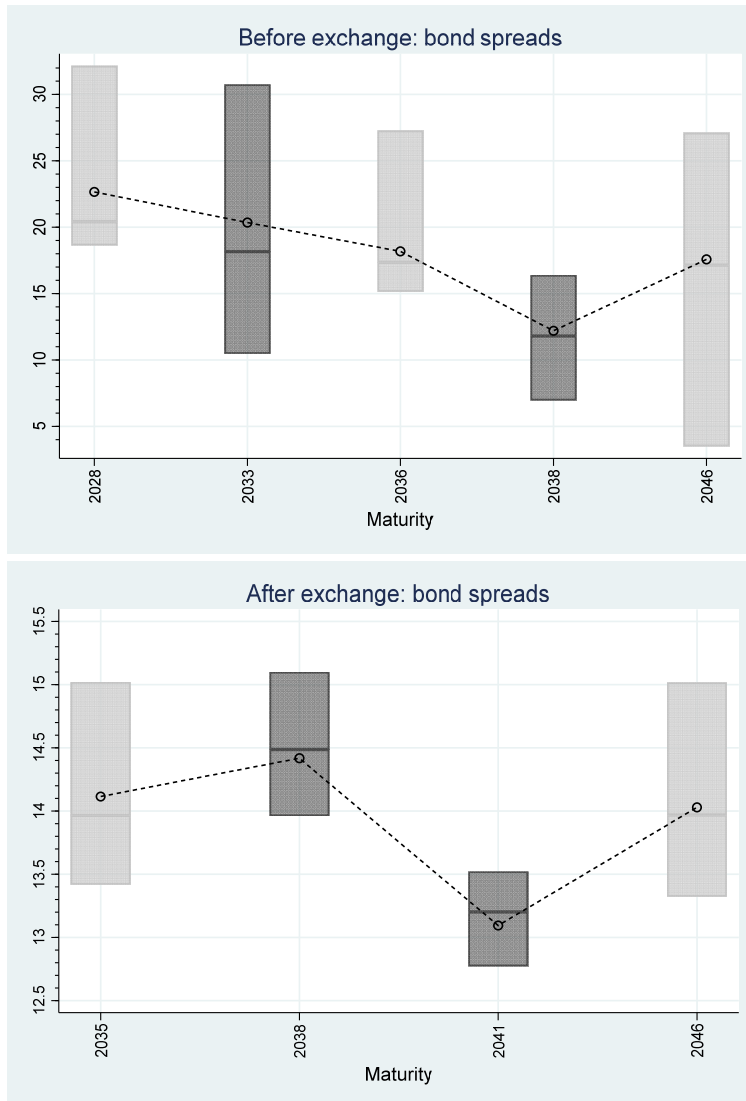 Before exchange: bond spreads
30
25
20
15
10
5
2028 2033 2036 2038 2046
Maturity
After exchange: bond spreads
15.5
15
14.5
14
13.5
13
12.5
2035 2038 2041 2046
Maturity